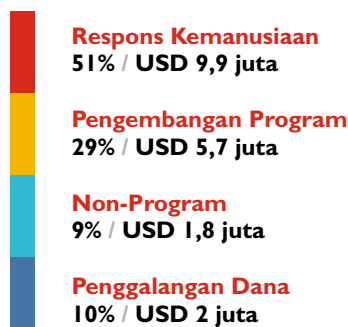 Respons Kemanusiaan
51% / USD 9,9 juta
Pengembangan Program
29% / USD 5,7 juta
Non-Program
9% / USD 1,8 juta
Penggalangan Dana
10% / USD 2 juta